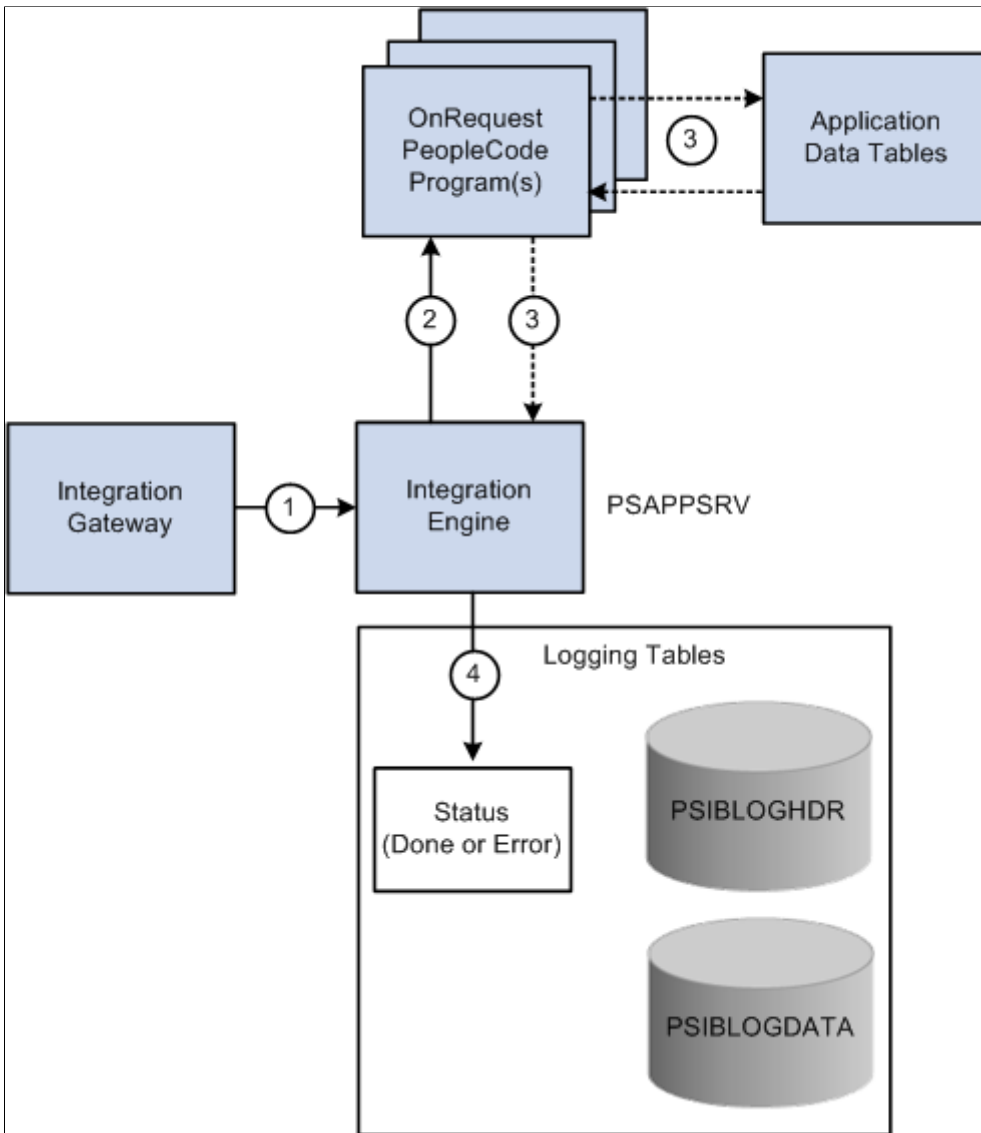 OnRequest
PeopleCode
Program(s)
3
Application
Data Tables
2
3
Integration
Gateway
1
Integration
Engine
PSAPPSRV
4
Logging Tables
Status
(Done or Error)
PSIBLOGHDR
PSIBLOGDATA